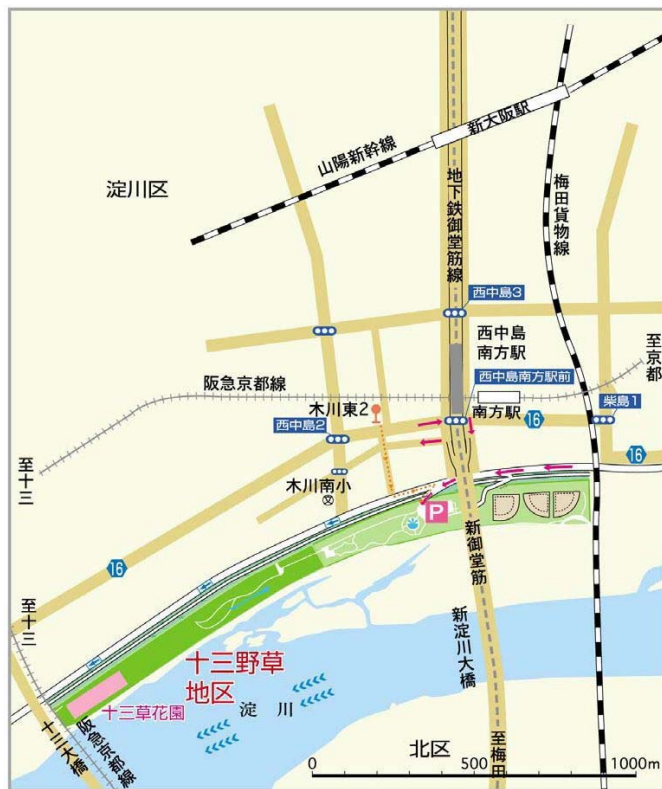 新大阪駅
山陽新幹線
淀川区
地下鉄御堂筋線
梅田貨物線
西中島3
西中島
南方駅
至京都
阪急京都線
西中島南方駅前
木川東2
南方駅
柴島1
西中島2
16
16
至十三
木川南小
文
P
新御堂筋
16
至十三
新淀川大橋
十三野草
地区
十三草花園
淀川
阪急京都線
十三大橋
北区
至梅田
0
500
1000m